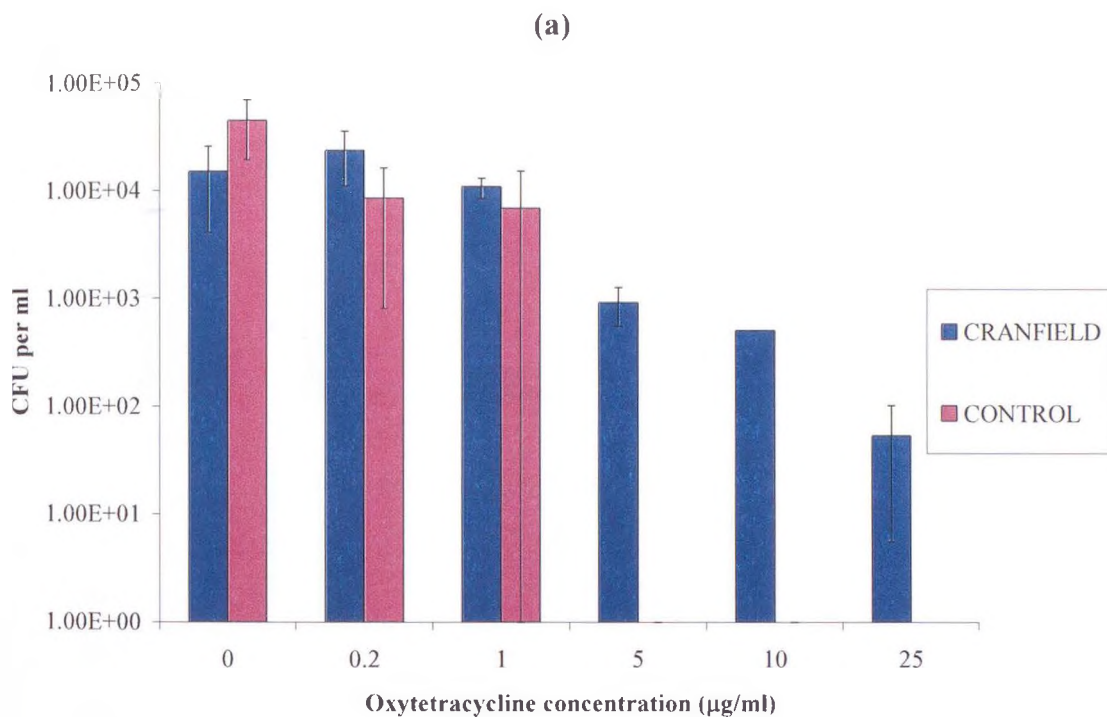 (a)
1.00E+05
1.00E+04
1.00E+03
1.00E+02
1.00E+01
1.00E+00
CFU per ml
0 0.2 1 5 10 25
Oxytetracycline concentration (µg/ml)
CRANFIELD
CONTROL